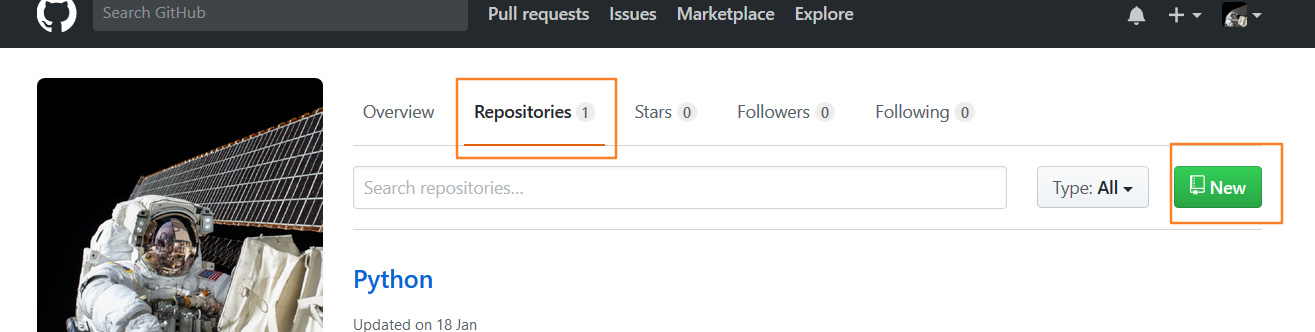 Search GitHub Pull requests Issues Marketplace Explore
Overview Repositories 1 Stars 0 Followers 0 Following 0
Search repositories... Type: All New
Python
Updated on 18 Jan